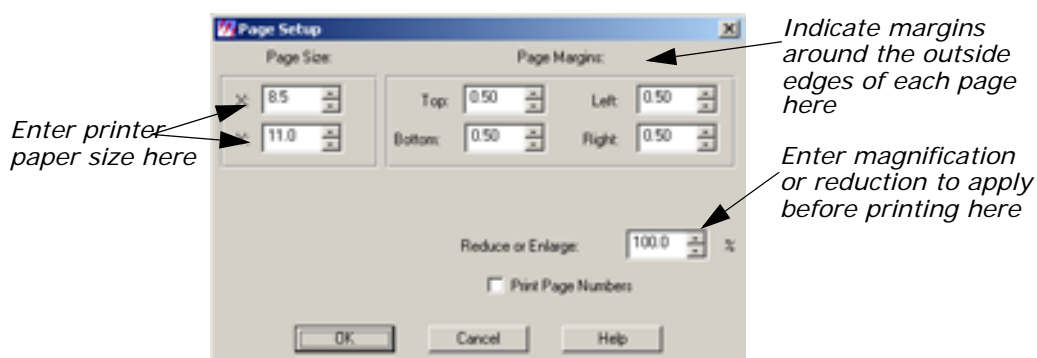 Page Setup
Page Size:
Page Margins:
X: 8.5
Y: 11.0
Top: 0.50
Left: 0.50
Bottom: 0.50
Right: 0.50
Reduce or Enlarge: 100.0 %
Print Page Numbers
OK
Cancel
Help
Enter printer
paper size here
Indicate margins
around the outside
edges of each page
here
Enter magnification
or reduction to apply
before printing here